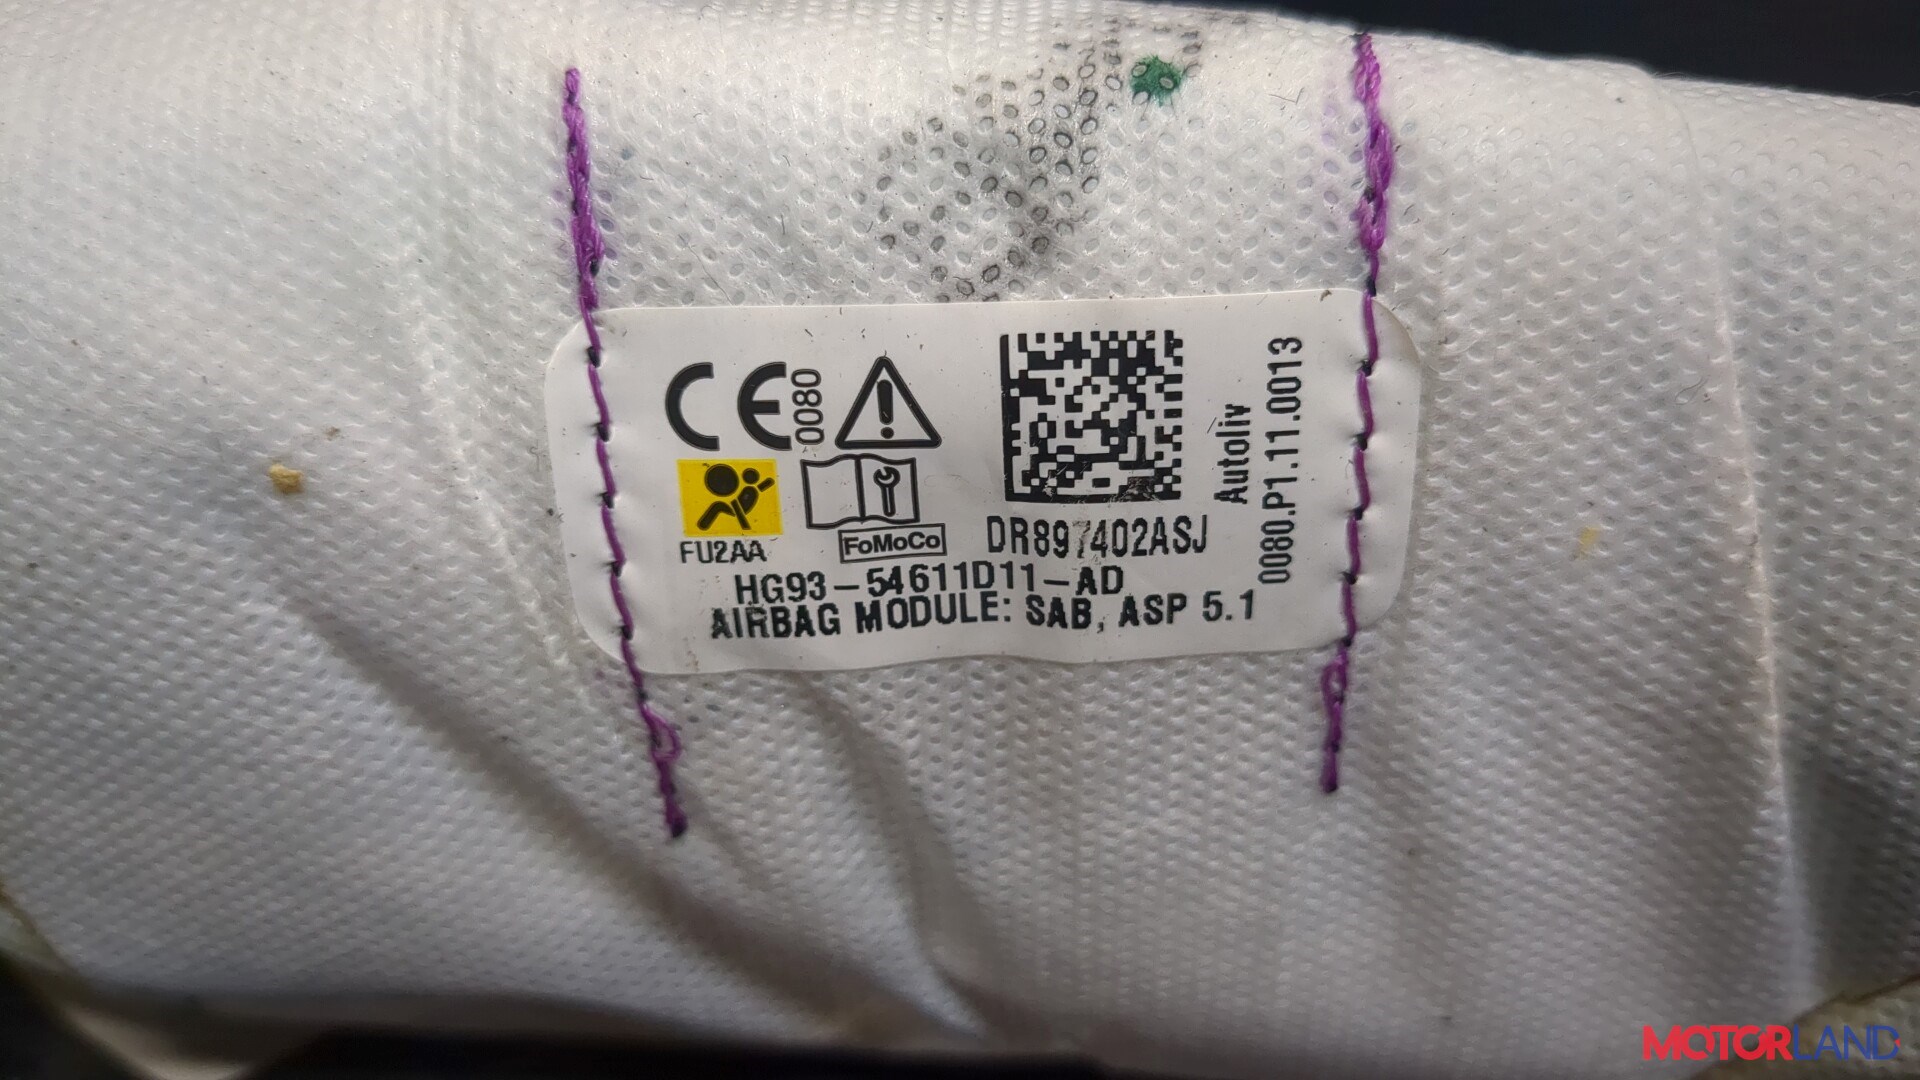 CE 0080
FU2AA
FoMoCo
DR897402ASJ
Autoliv
0080.P1.11.0013
HG93-54611D11-AD
AIRBAG MODULE: SAB, ASP 5.1
MOTORLAND